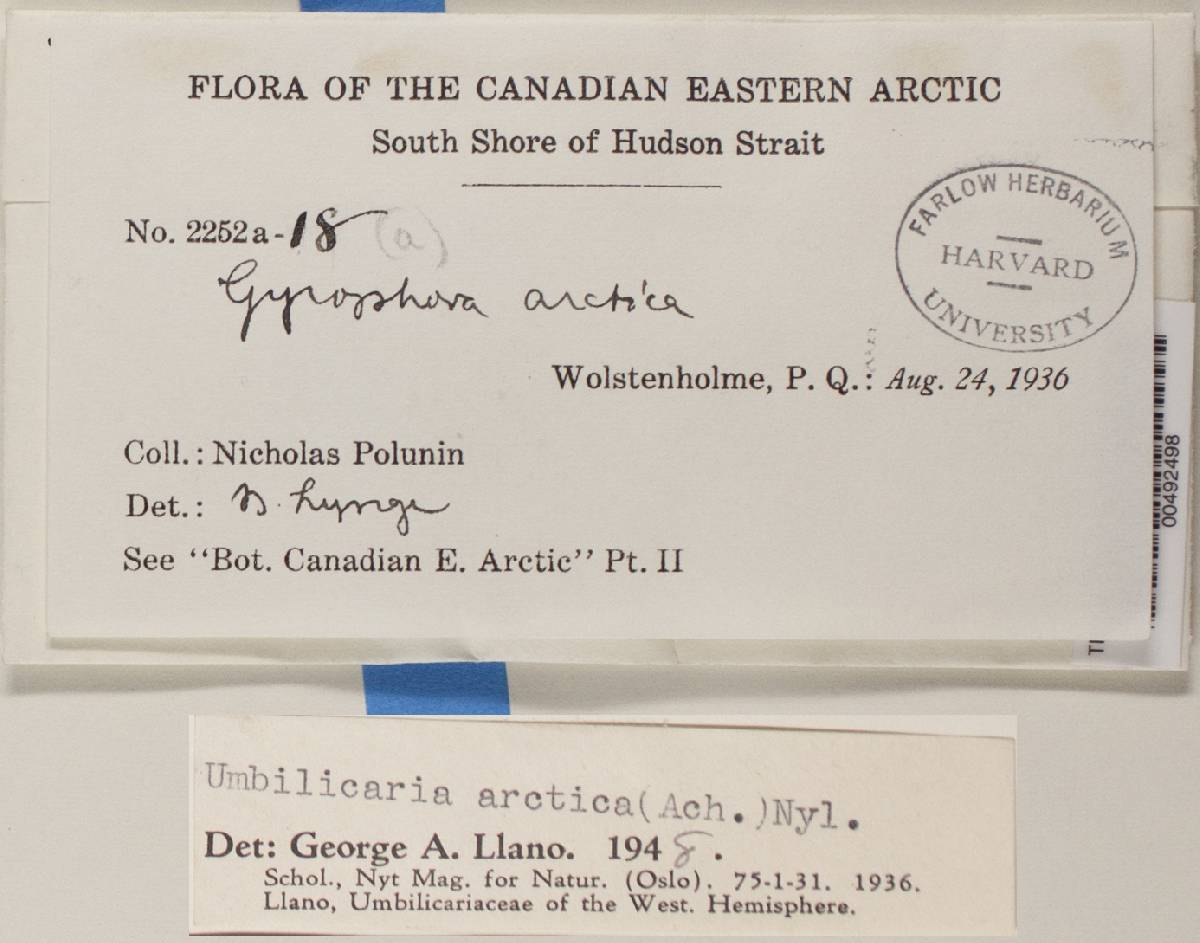 FLORA OF THE CANADIAN EASTERN ARCTIC
South Shore of Hudson Strait
No. 2252a-18 (a)
Gyrophora arctica
FARLOW HERBARIUM
HARVARD
UNIVERSITY
Wolstenholme, P. Q.: Aug. 24, 1936
Coll.: Nicholas Polunin
Det.: B. Lynge
See "Bot. Canadian E. Arctic" Pt. II
00492498
Umbilicaria arctica(Ach.)Nyl.
Det: George A. Llano. 1948.
Schol., Nyt Mag. for Natur. (Oslo). 75-1-31. 1936.
Llano, Umbilicariaceae of the West. Hemisphere.